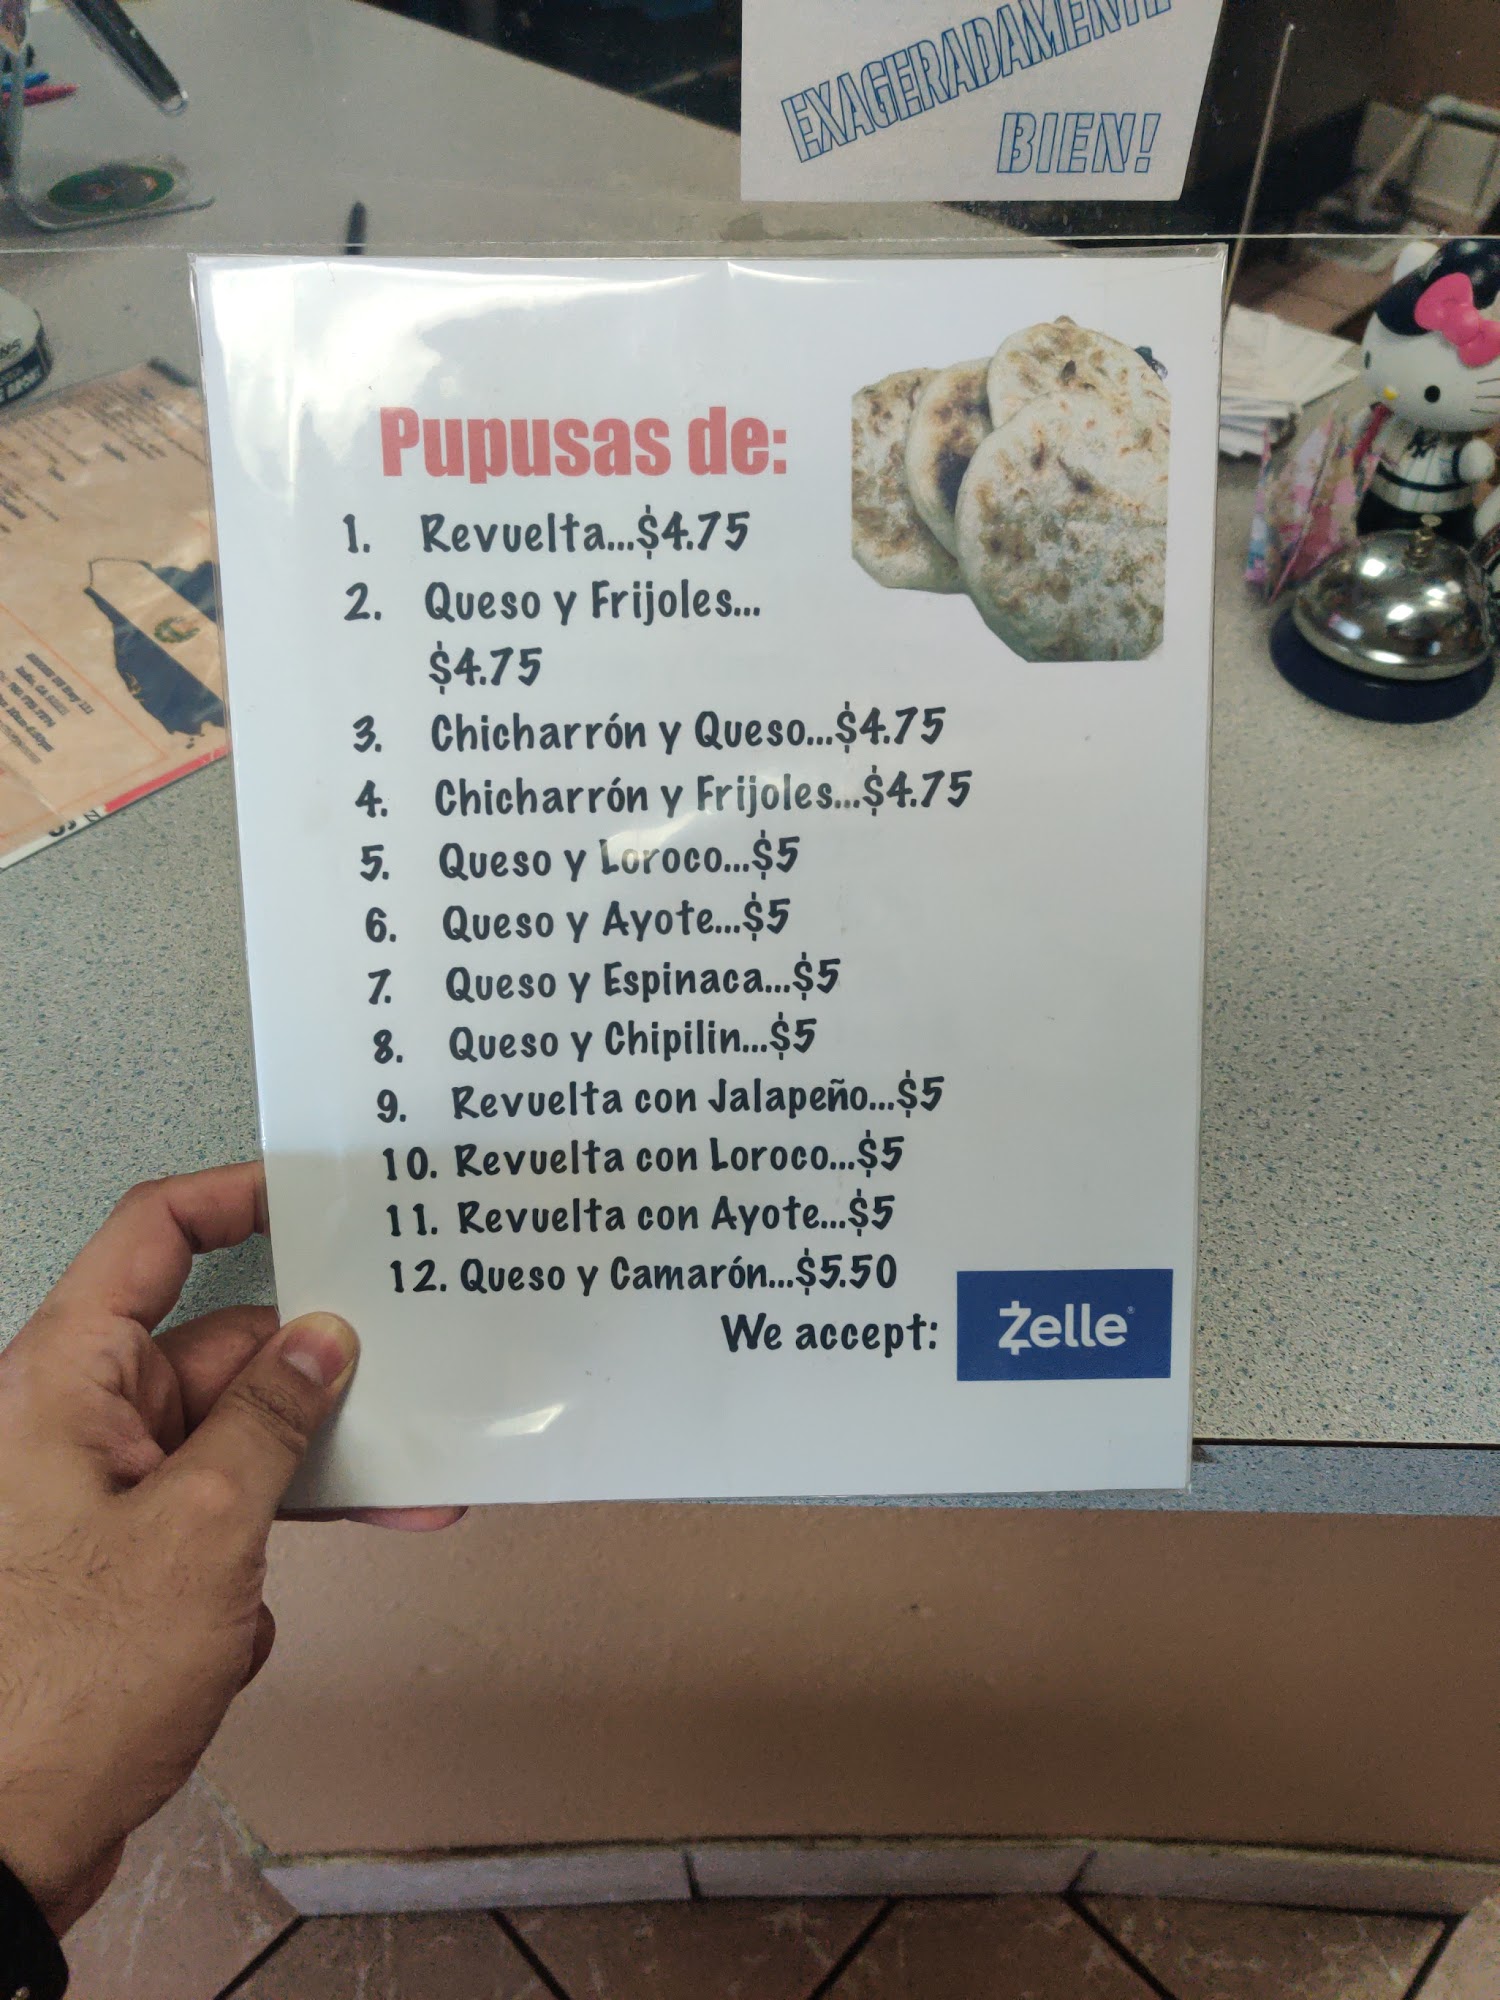 EXAGERADAMENTE
BIEN!
Pupusas de:
1. Revuelta...$4.75
2. Queso y Frijoles...
$4.75
3. Chicharrón y Queso...$4.75
4. Chicharrón y Frijoles...$4.75
5. Queso y Loroco...$5
6. Queso y Ayote...$5
7. Queso y Espinaca...$5
8. Queso y Chipilin...$5
9. Revuelta con Jalapeño...$5
10. Revuelta con Loroco...$5
11. Revuelta con Ayote...$5
12. Queso y Camarón...$5.50
We accept: Zelle®